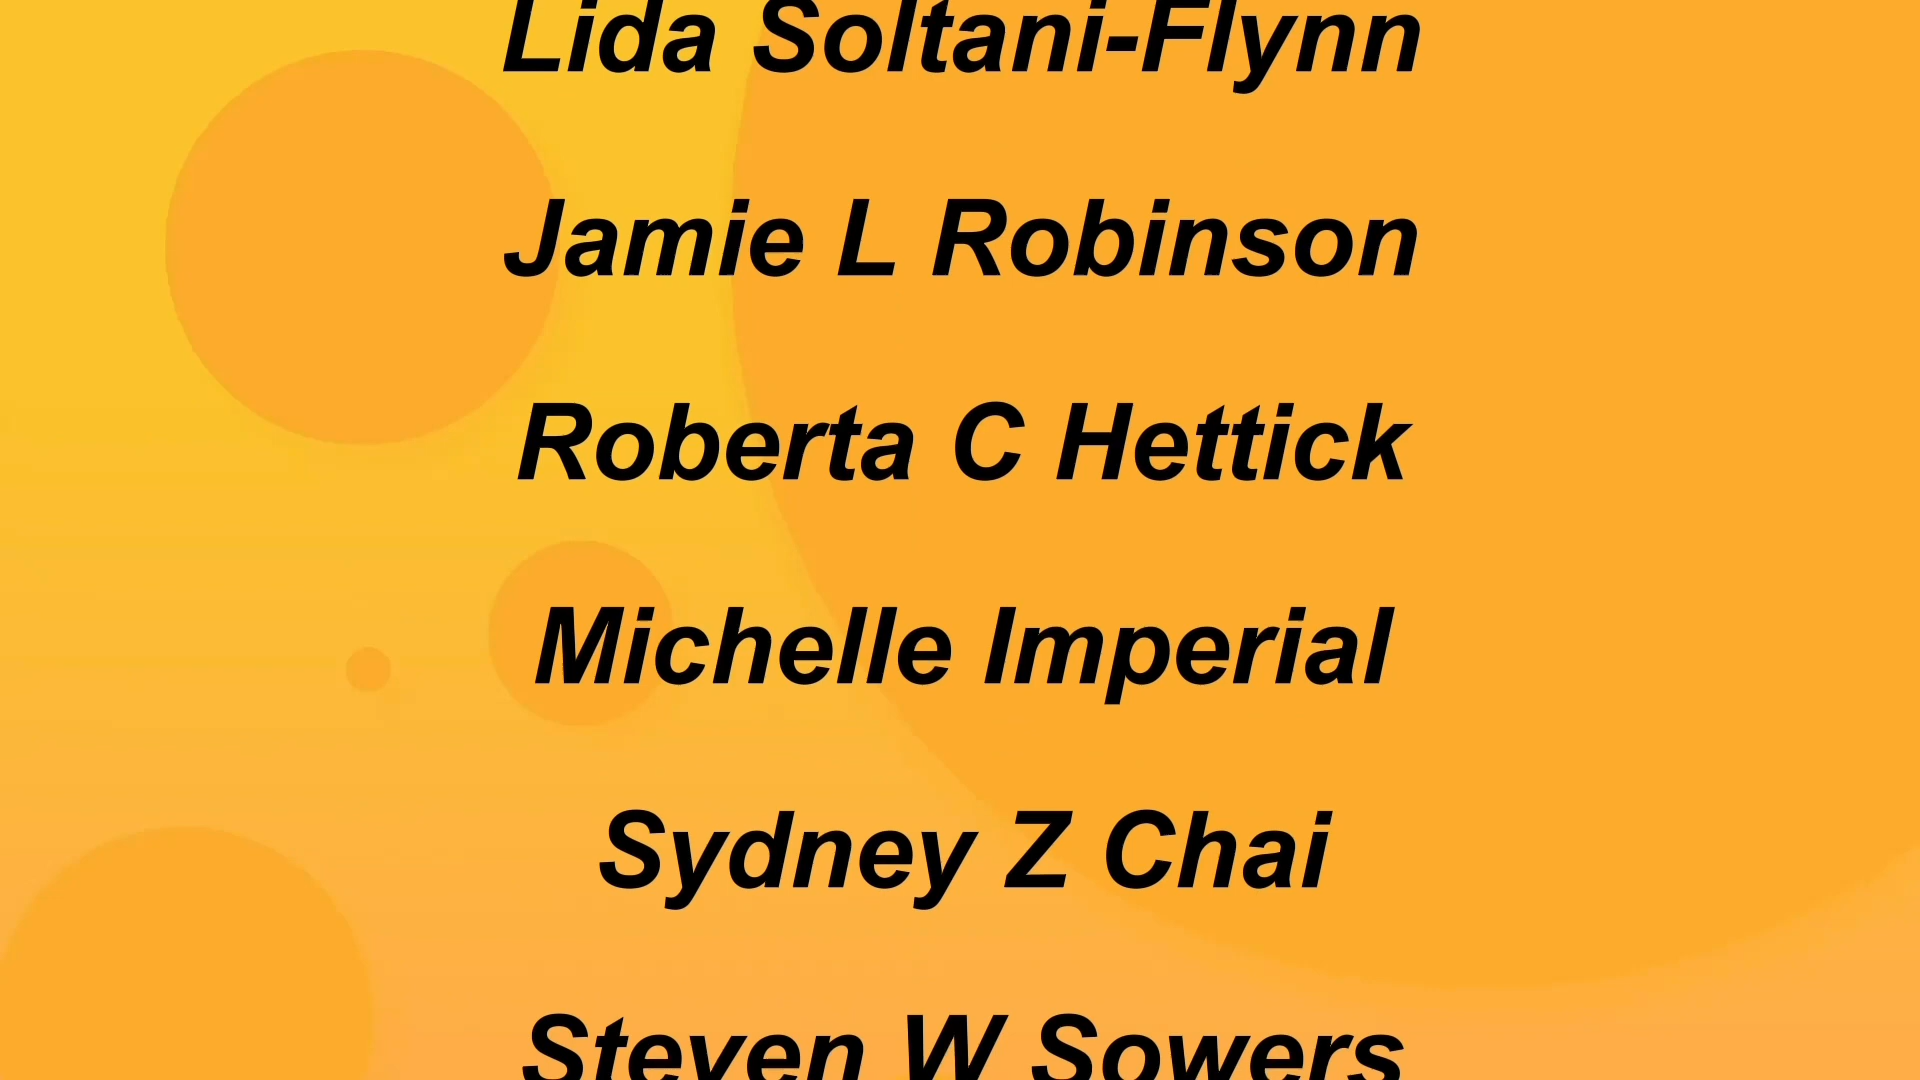 Lida Soltani-Flynn
Jamie L Robinson
Roberta C Hettick
Michelle Imperial
Sydney Z Chai
Steven W Sowers